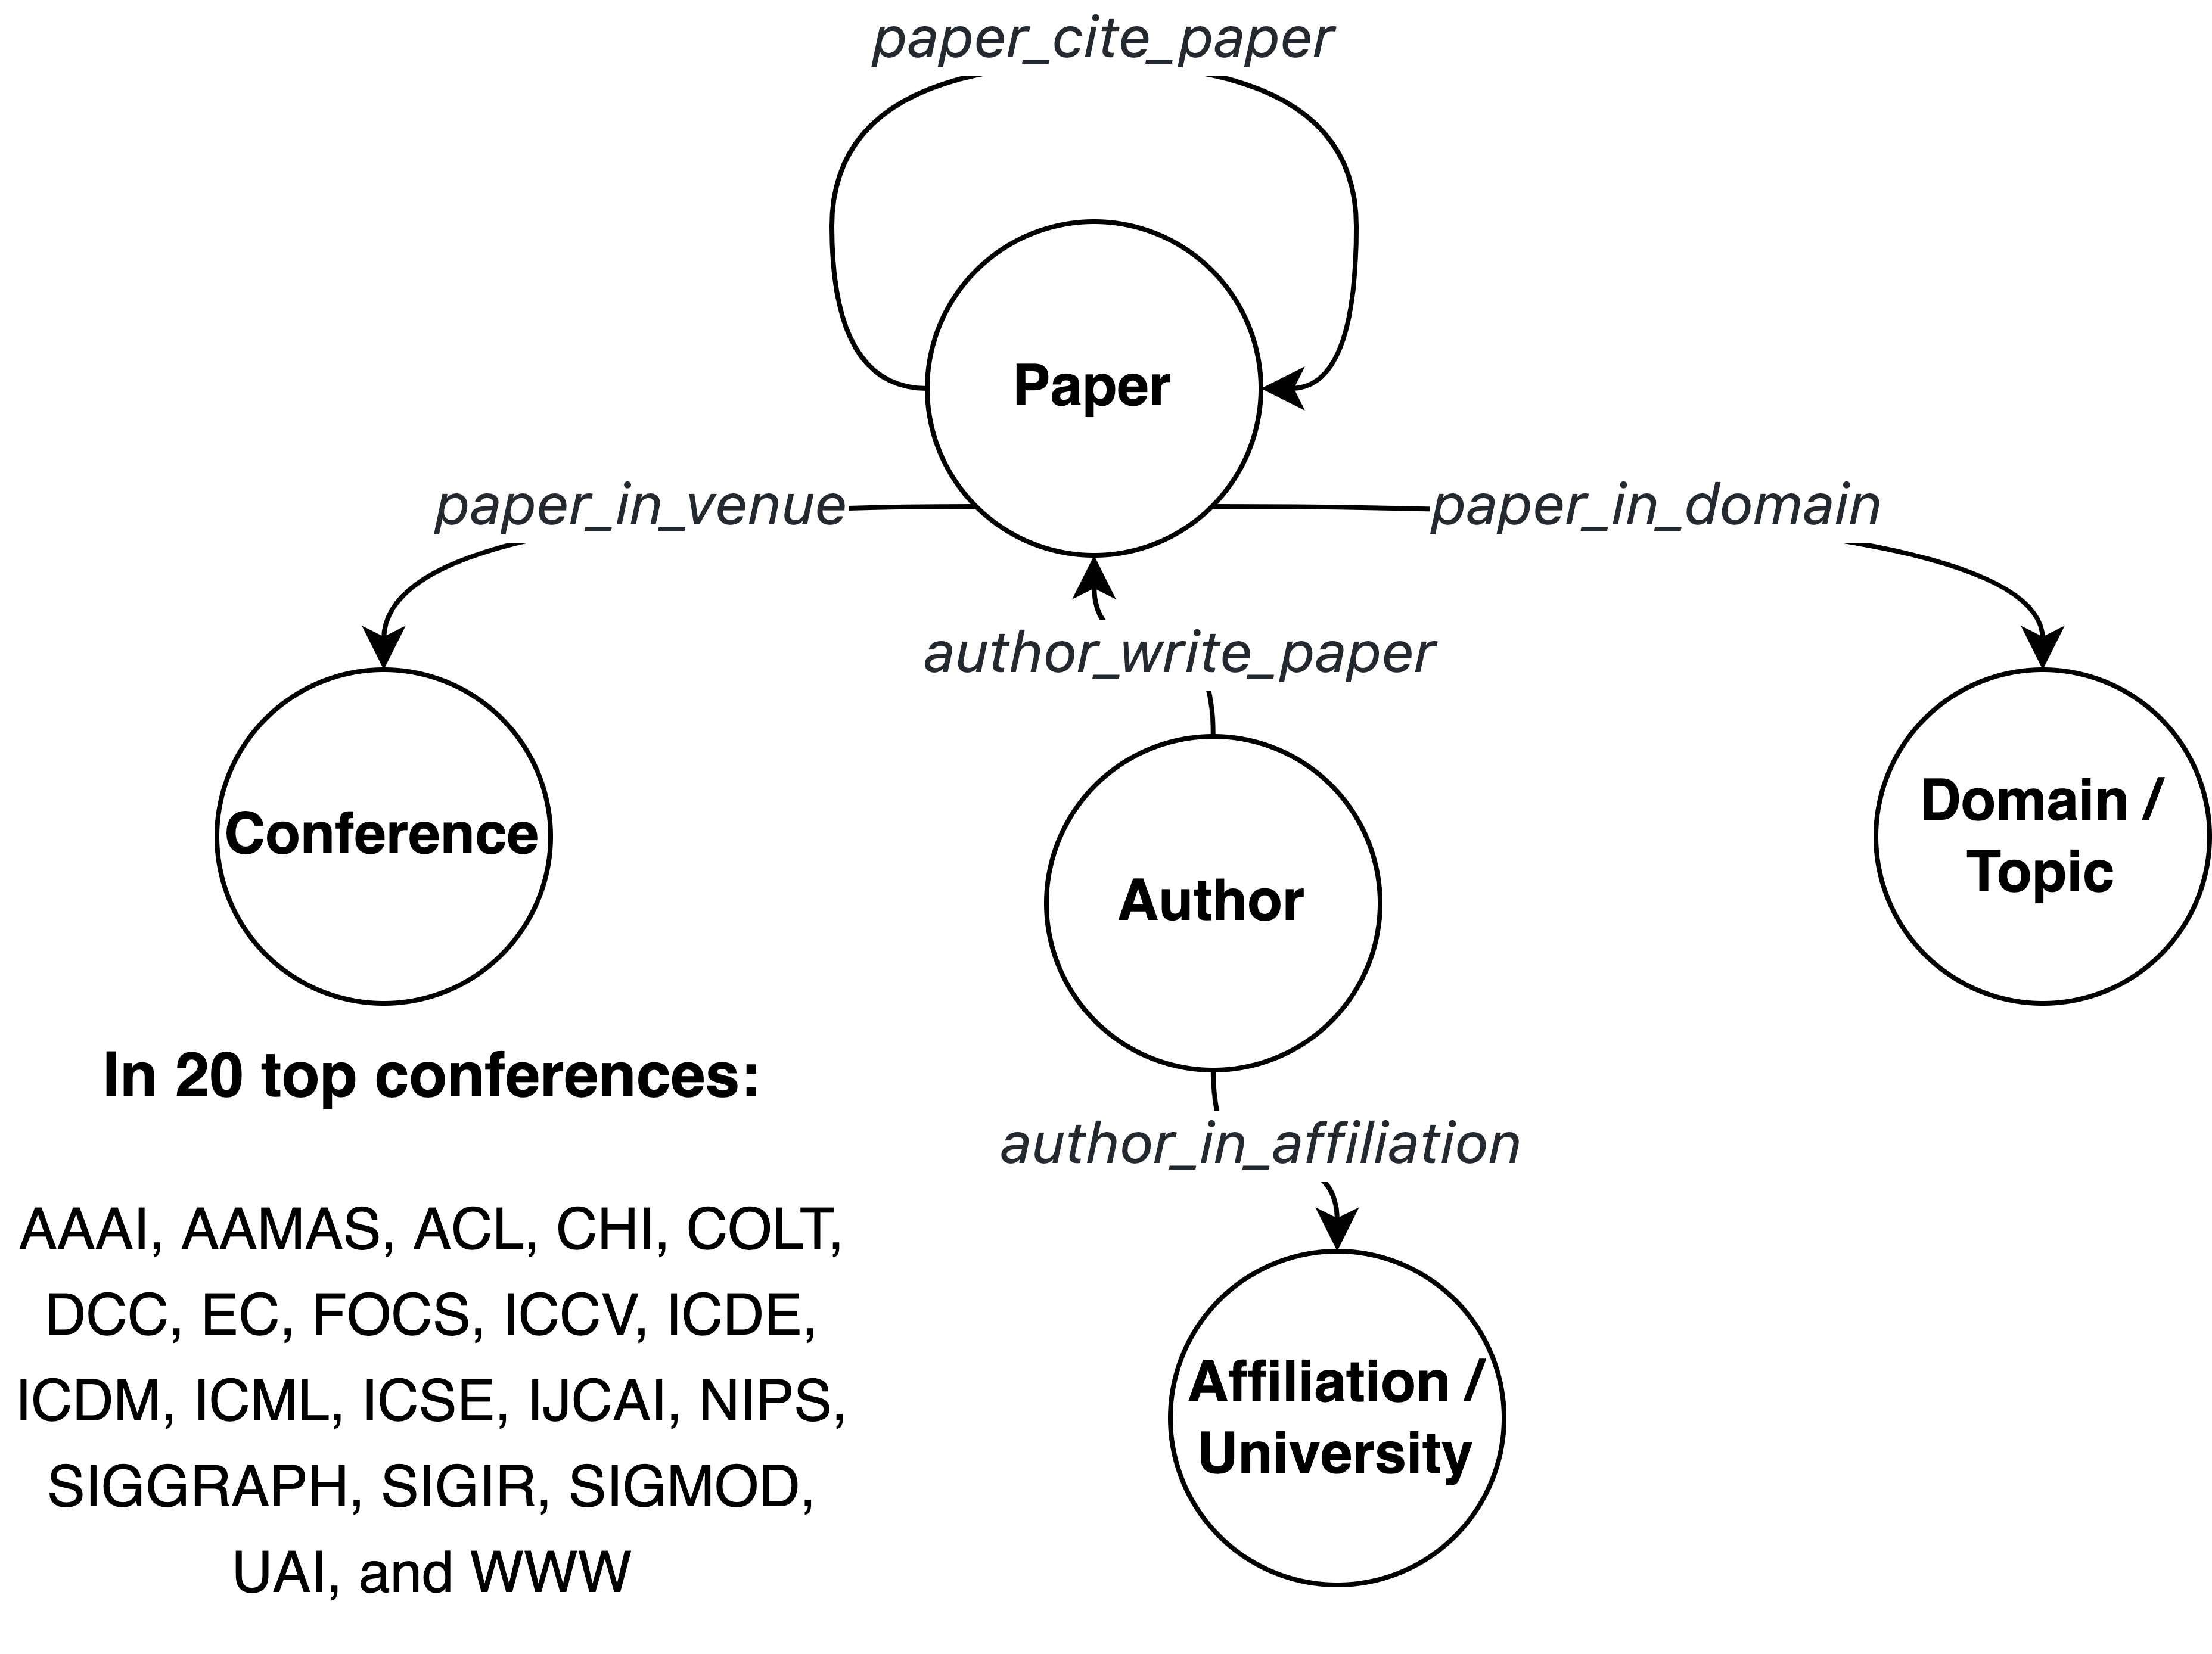 paper_cite_paper
Paper
paper_in_venue
paper_in_domain
author_write_paper
Conference
Author
Domain /
Topic
In 20 top conferences:
author_in_affiliation
AAAI, AAMAS, ACL, CHI, COLT,
DCC, EC, FOCS, ICCV, ICDE,
ICDM, ICML, ICSE, IJCAI, NIPS,
SIGGRAPH, SIGIR, SIGMOD,
UAI, and WWW
Affiliation /
University